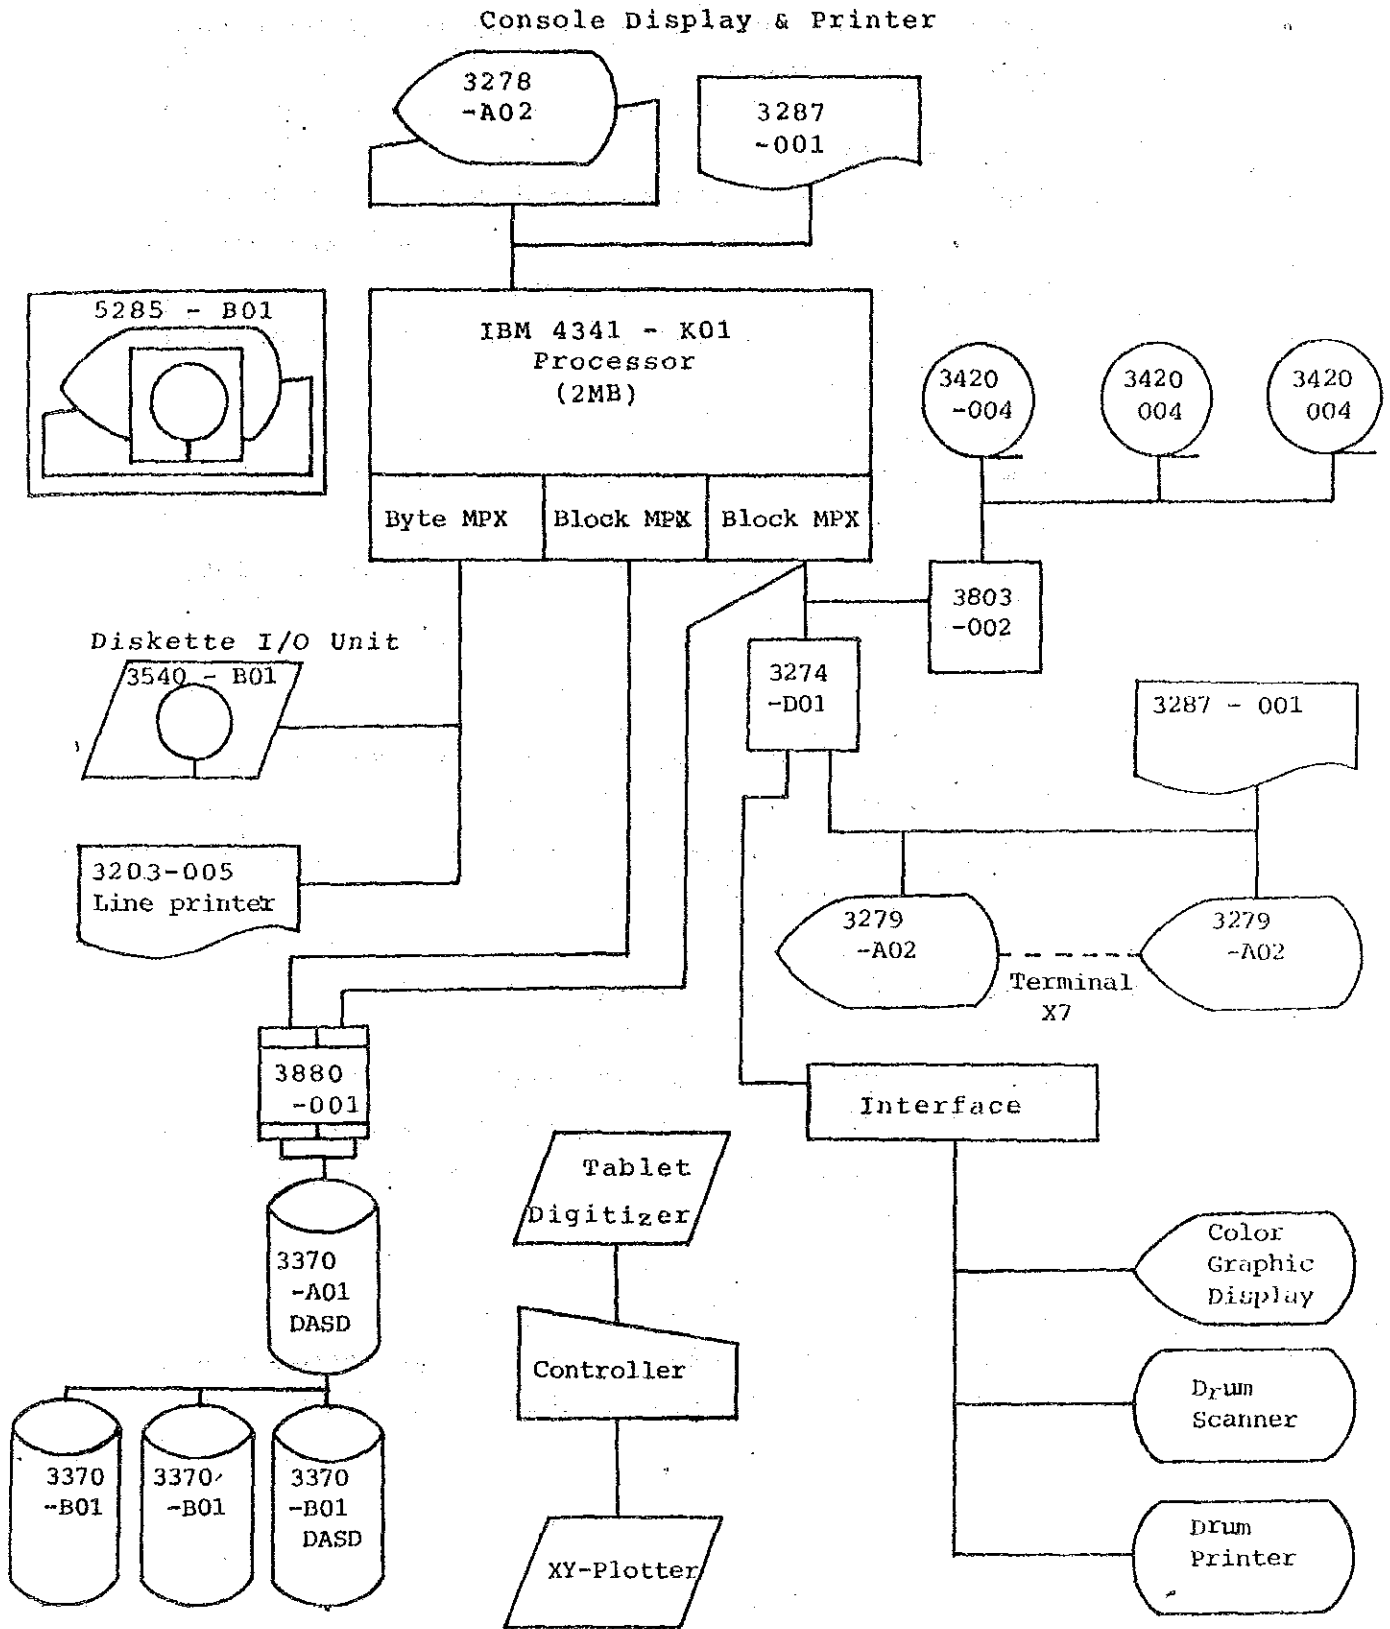 Console Display & Printer
3278
-A02
3287
-001
5285 - B01
IBM 4341 - K01
Processor
(2MB)
3420
-004
3420
004
3420
004
Byte MPX
Block MPX
Block MPX
3803
-002
Diskette I/O Unit
3540 - B01
3274
-D01
3287 - 001
3203-005
Line printer
3279
-A02
3279
-A02
Terminal
X7
3880
-001
Interface
Tablet
Digitizer
3370
-A01
DASD
Color
Graphic
Display
Controller
Drum
Scanner
3370
-B01
3370
-B01
3370
-B01
DASD
XY-Plotter
Drum
Printer